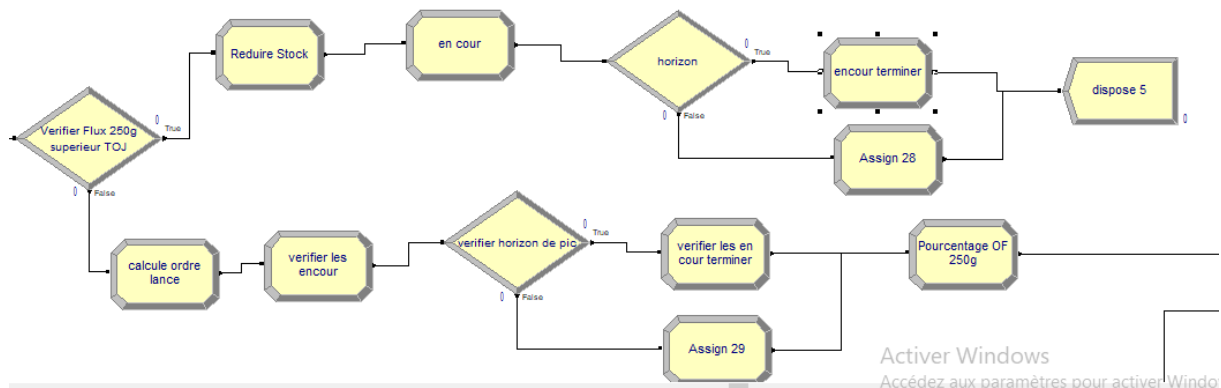 Reduire Stock
en cour
horizon
0
True
0
False
encour terminer
Assign 28
dispose 5
0
Verifier Flux 250g
superieur TOJ
0
True
0
False
calcule ordre
lance
verifier les
encour
verifier horizon de pic
0
True
0
False
verifier les en
cour terminer
Assign 29
Pourcentage OF
250g
Activer Windows
Accédez aux paramètres pour activer Windo